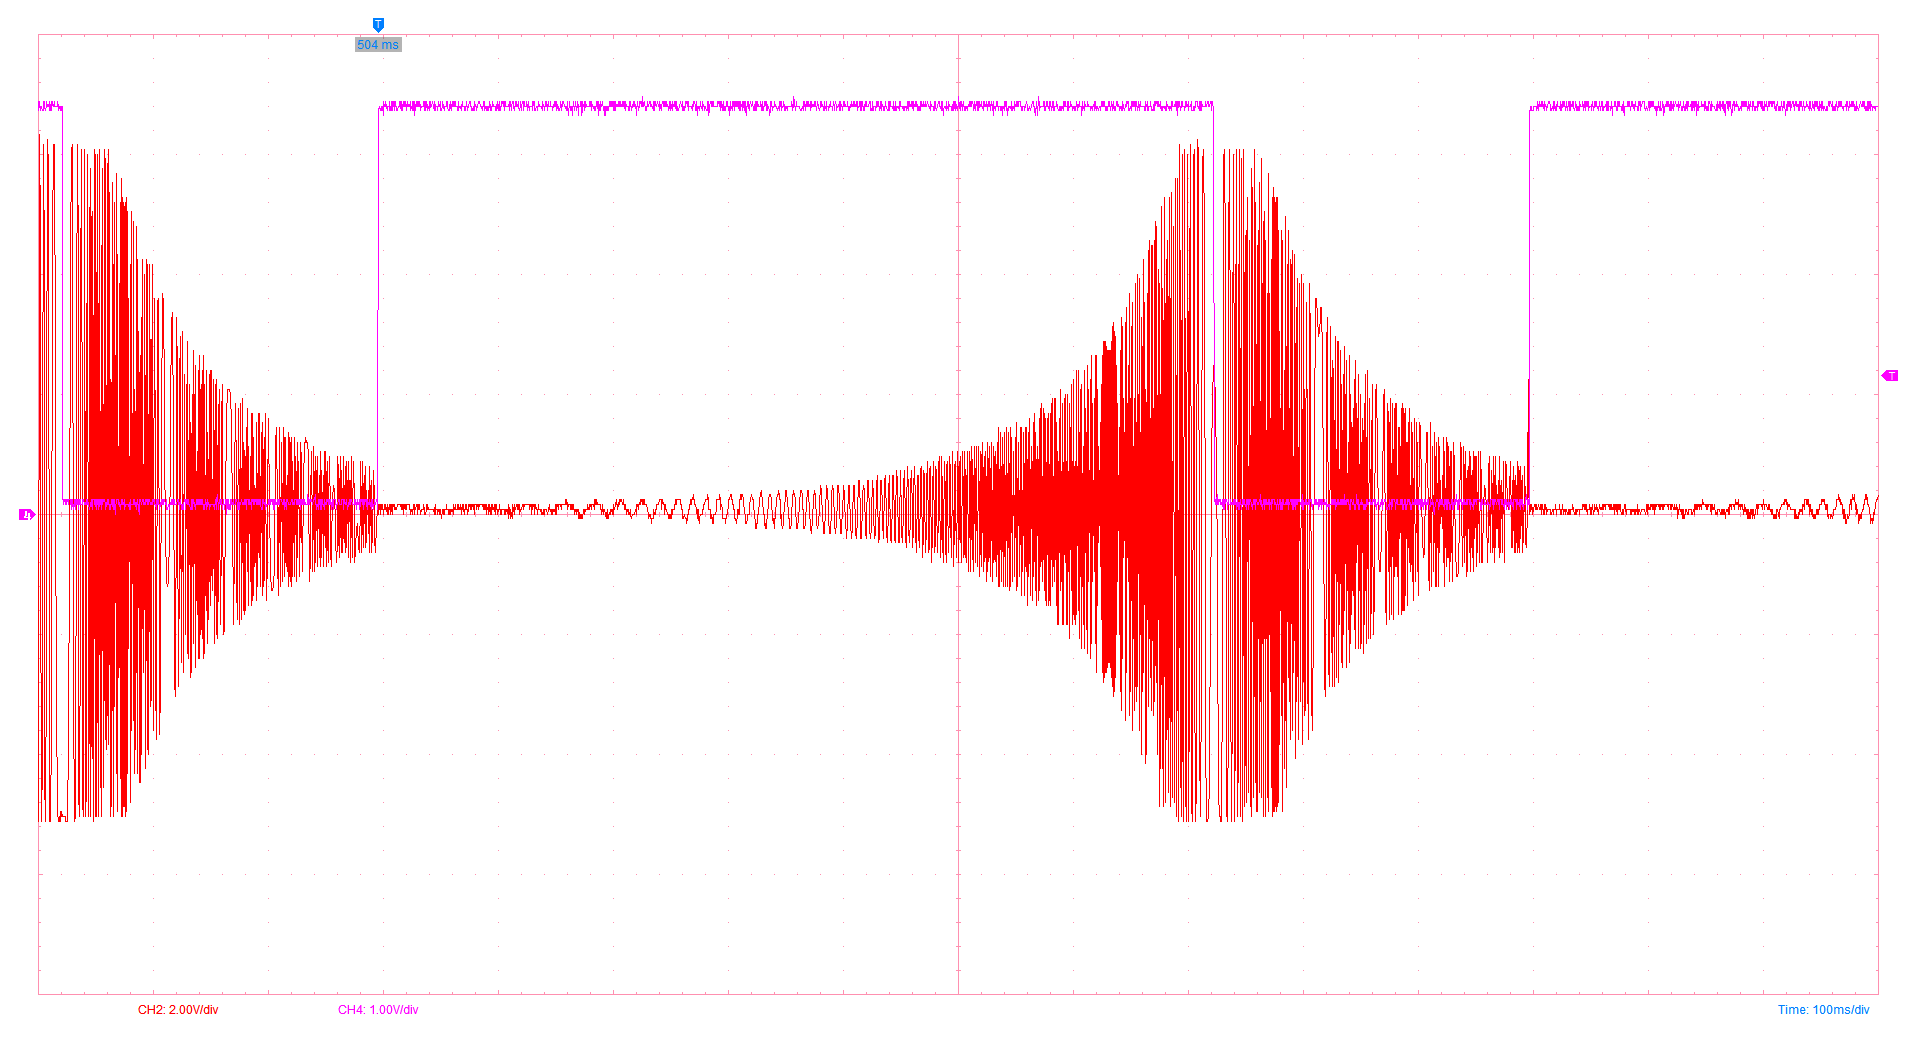 T
504 ms
T
CH2: 2.00V/div
CH4: 1.00V/div
Time: 100ms/div